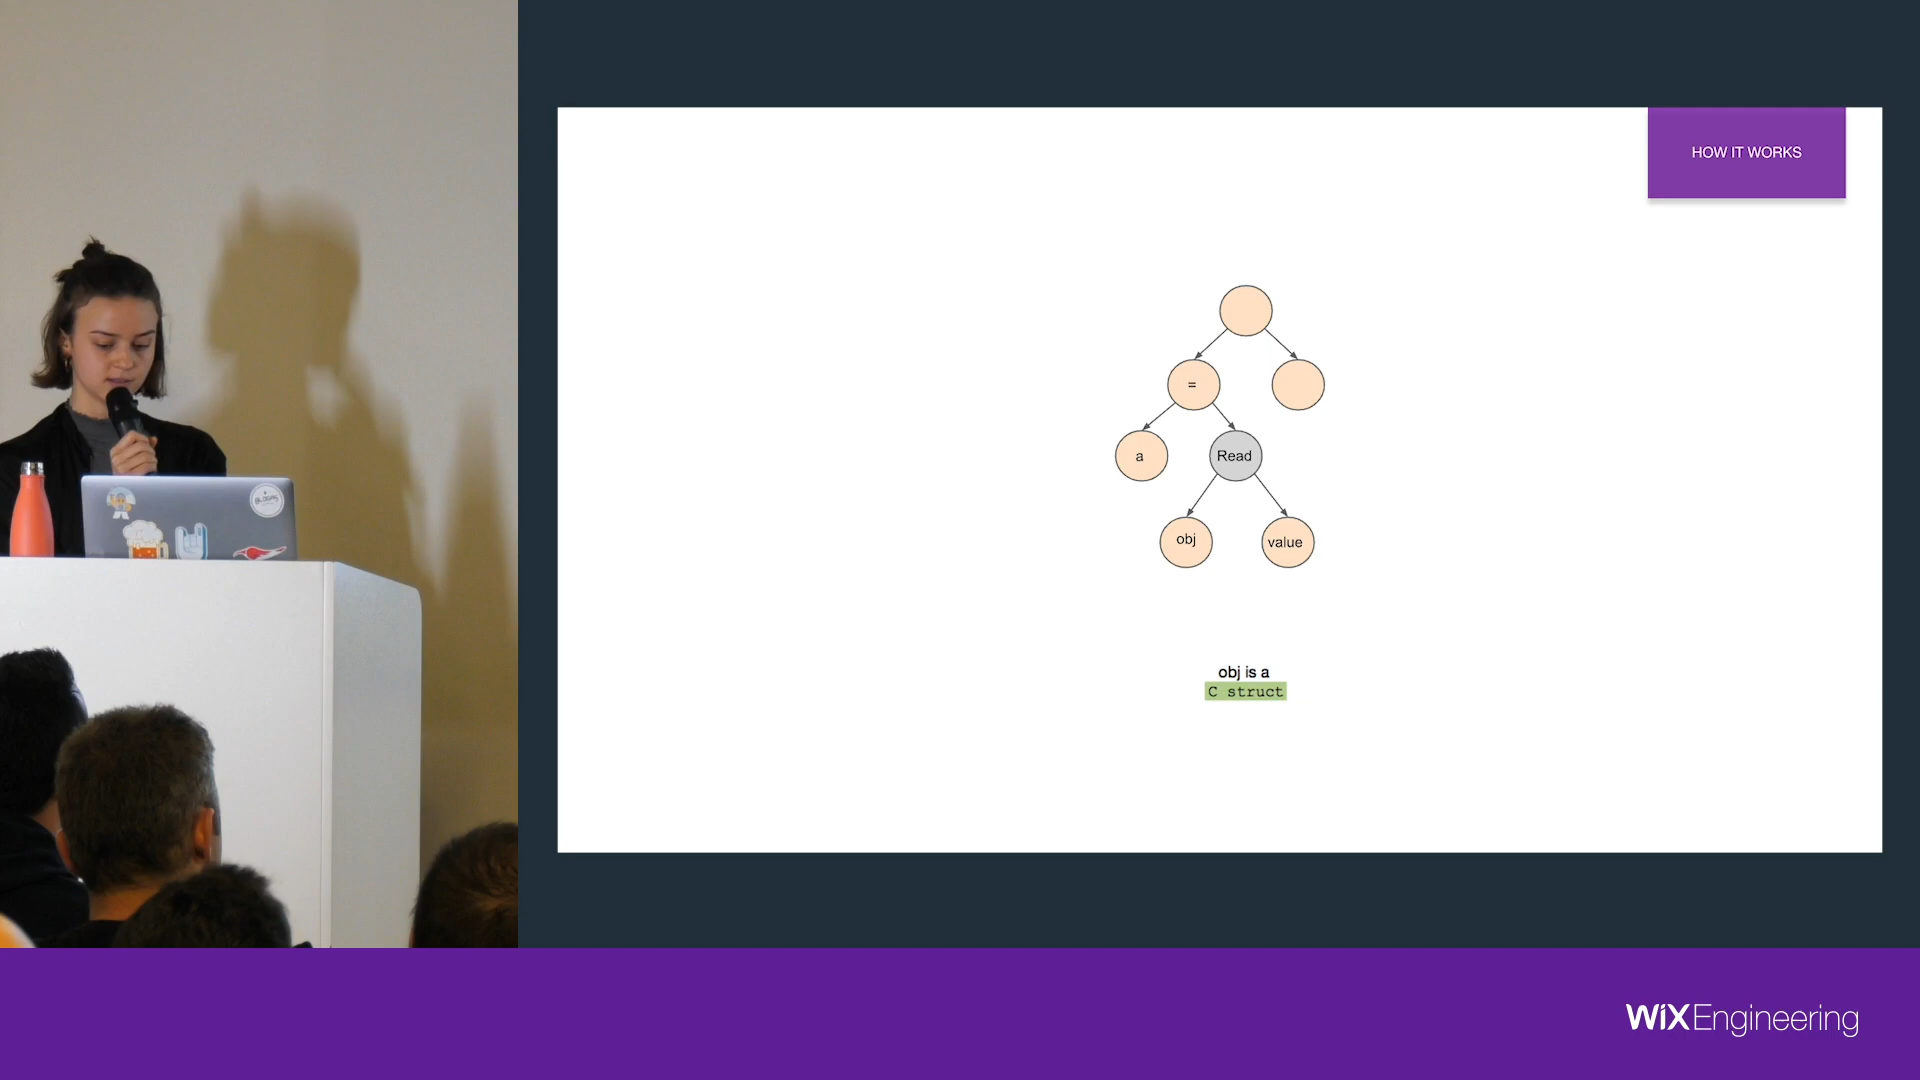 HOW IT WORKS
=
a
Read
obj
value
obj is a
C struct
WiX Engineering